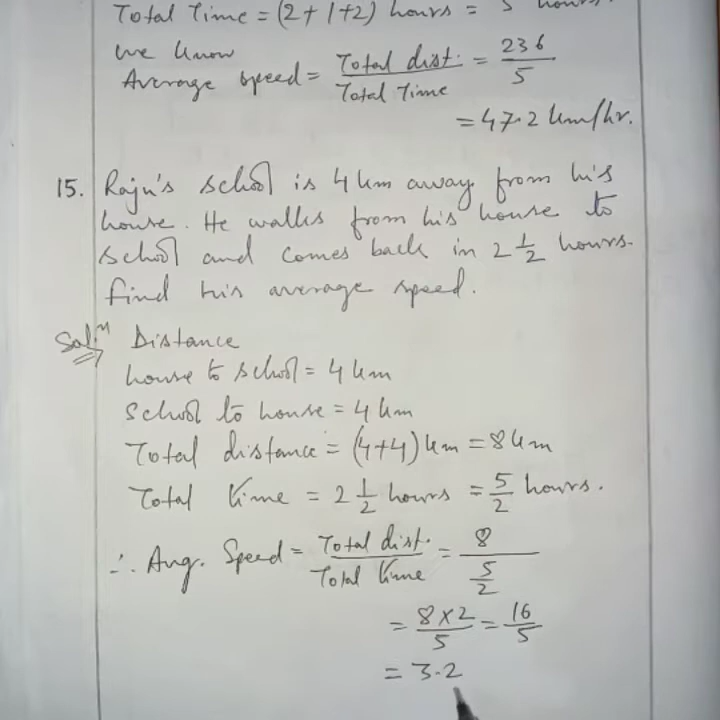 Total Time = (2+1+2) hours = 5 hours.
we know
Average speed = Total dist. / Total Time = 236 / 5
= 47.2 km/hr.
15. Raju's school is 4 km away from his
house. He walks from his house to
school and comes back in 2 1/2 hours.
find his average speed.
Sol.ⁿ ⇒ Distance
house to school = 4 km
School to house = 4 km
Total distance = (4+4) km = 8 km
Total time = 2 1/2 hours = 5/2 hours.
∴ Avg. Speed = Total dist. / Total time = 8 / 5/2
= 8×2 / 5 = 16 / 5
= 3.2